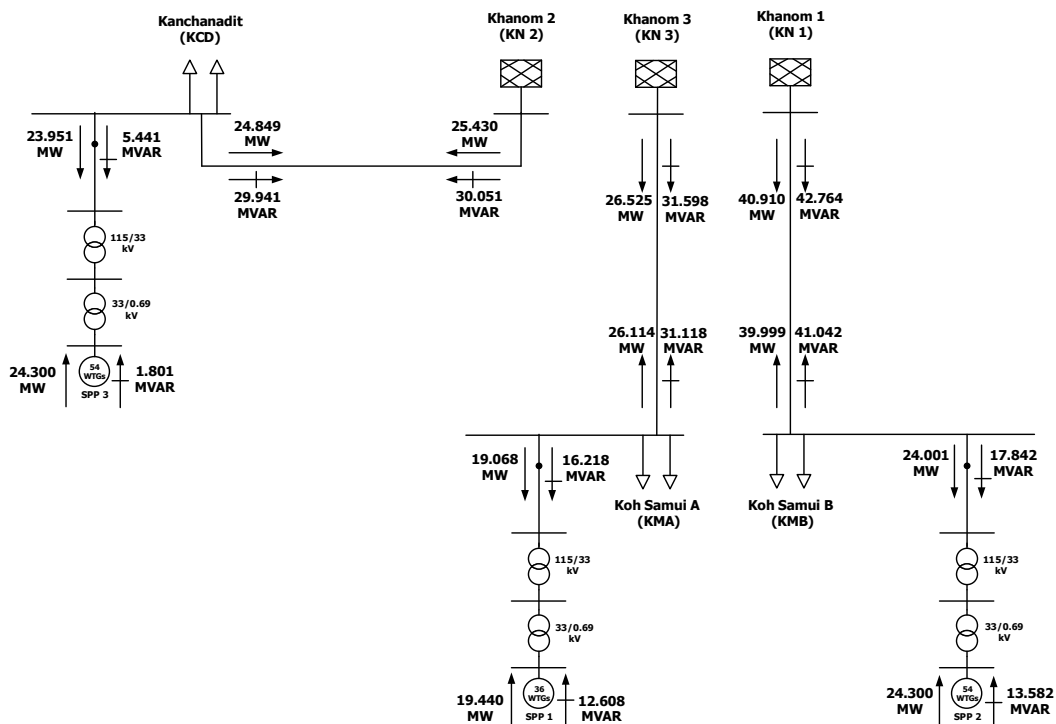 Kanchanadit
(KCD)
Khanom 2
(KN 2)
Khanom 3
(KN 3)
Khanom 1
(KN 1)
23.951
MW
5.441
MVAR
24.849
MW
25.430
MW
29.941
MVAR
30.051
MVAR
26.525
MW
31.598
MVAR
40.910
MW
42.764
MVAR
115/33
kV
33/0.69
kV
24.300
MW
54
WTGs
SPP 3
1.801
MVAR
26.114
MW
31.118
MVAR
39.999
MW
41.042
MVAR
19.068
MW
16.218
MVAR
Koh Samui A
(KMA)
Koh Samui B
(KMB)
24.001
MW
17.842
MVAR
115/33
kV
33/0.69
kV
115/33
kV
33/0.69
kV
19.440
MW
36
WTGs
SPP 1
12.608
MVAR
24.300
MW
54
WTGs
SPP 2
13.582
MVAR